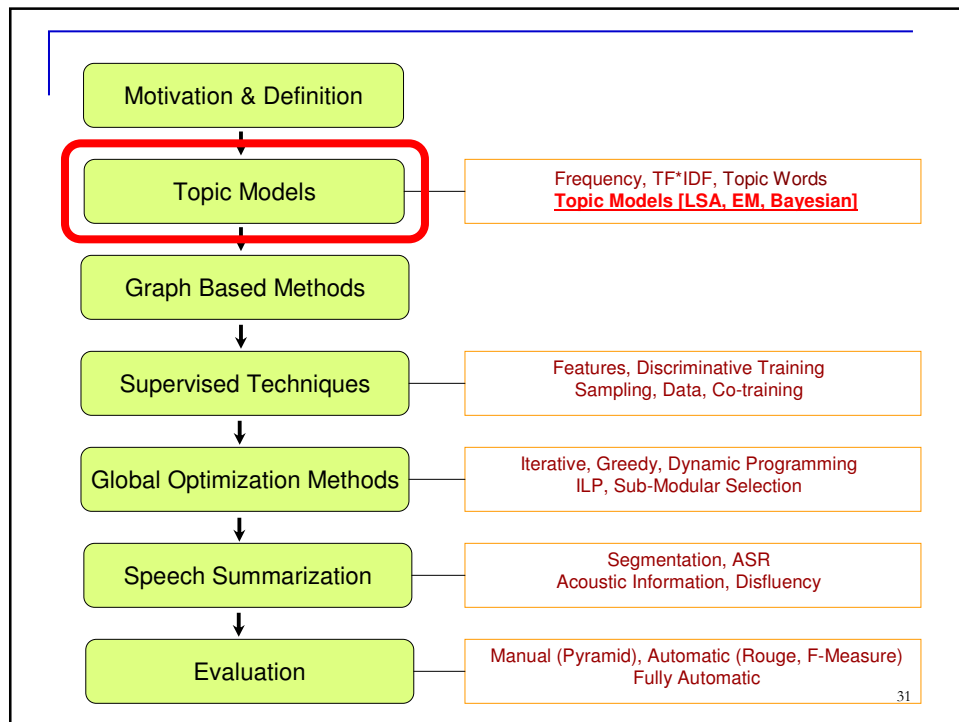 Motivation & Definition
Topic Models
Frequency, TF*IDF, Topic Words
Topic Models [LSA, EM, Bayesian]
Graph Based Methods
Supervised Techniques
Features, Discriminative Training
Sampling, Data, Co-training
Global Optimization Methods
Iterative, Greedy, Dynamic Programming
ILP, Sub-Modular Selection
Speech Summarization
Segmentation, ASR
Acoustic Information, Disfluency
Evaluation
Manual (Pyramid), Automatic (Rouge, F-Measure)
Fully Automatic
31